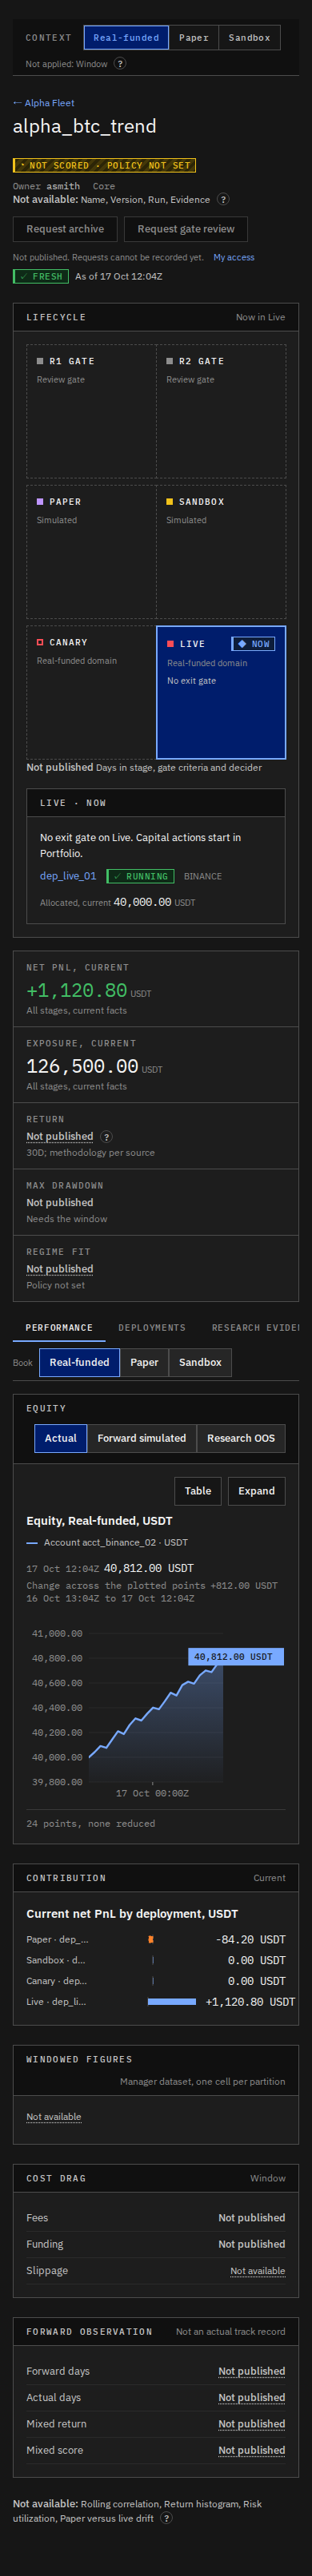 CONTEXT Real-funded Paper Sandbox
Not applied: Window ?
← Alpha Fleet
alpha_btc_trend
NOT SCORED · POLICY NOT SET
Owner asmith Core
Not available: Name, Version, Run, Evidence ?
Request archive Request gate review
Not published. Requests cannot be recorded yet. My access
✓ FRESH As of 17 Oct 12:04Z
LIFECYCLE Now in Live
R1 GATE R2 GATE
Review gate Review gate
PAPER SANDBOX
Simulated Simulated
CANARY LIVE ◆ NOW
Real-funded domain Real-funded domain
No exit gate
Not published Days in stage, gate criteria and decider
LIVE · NOW
No exit gate on Live. Capital actions start in
Portfolio.
dep_live_01 ✓ RUNNING BINANCE
Allocated, current 40,000.00 USDT
NET PNL, CURRENT
+1,120.80 USDT
All stages, current facts
EXPOSURE, CURRENT
126,500.00 USDT
All stages, current facts
RETURN
Not published ?
30D; methodology per source
MAX DRAWDOWN
Not published
Needs the window
REGIME FIT
Not published
Policy not set
PERFORMANCE DEPLOYMENTS RESEARCH EVIDE
Book Real-funded Paper Sandbox
EQUITY
Actual Forward simulated Research OOS
Table Expand
Equity, Real-funded, USDT
Account acct_binance_02 · USDT
17 Oct 12:04Z 40,812.00 USDT
Change across the plotted points +812.00 USDT
16 Oct 13:04Z to 17 Oct 12:04Z
41,000.00
40,800.00 40,812.00 USDT
40,600.00
40,400.00
40,200.00
40,000.00
39,800.00
17 Oct 00:00Z
24 points, none reduced
CONTRIBUTION Current
Current net PnL by deployment, USDT
Paper · dep_… -84.20 USDT
Sandbox · d… 0.00 USDT
Canary · dep… 0.00 USDT
Live · dep_li… +1,120.80 USDT
WINDOWED FIGURES
Manager dataset, one cell per partition
Not available
COST DRAG Window
Fees Not published
Funding Not published
Slippage Not available
FORWARD OBSERVATION Not an actual track record
Forward days Not published
Actual days Not published
Mixed return Not published
Mixed score Not published
Not available: Rolling correlation, Return histogram, Risk
utilization, Paper versus live drift ?